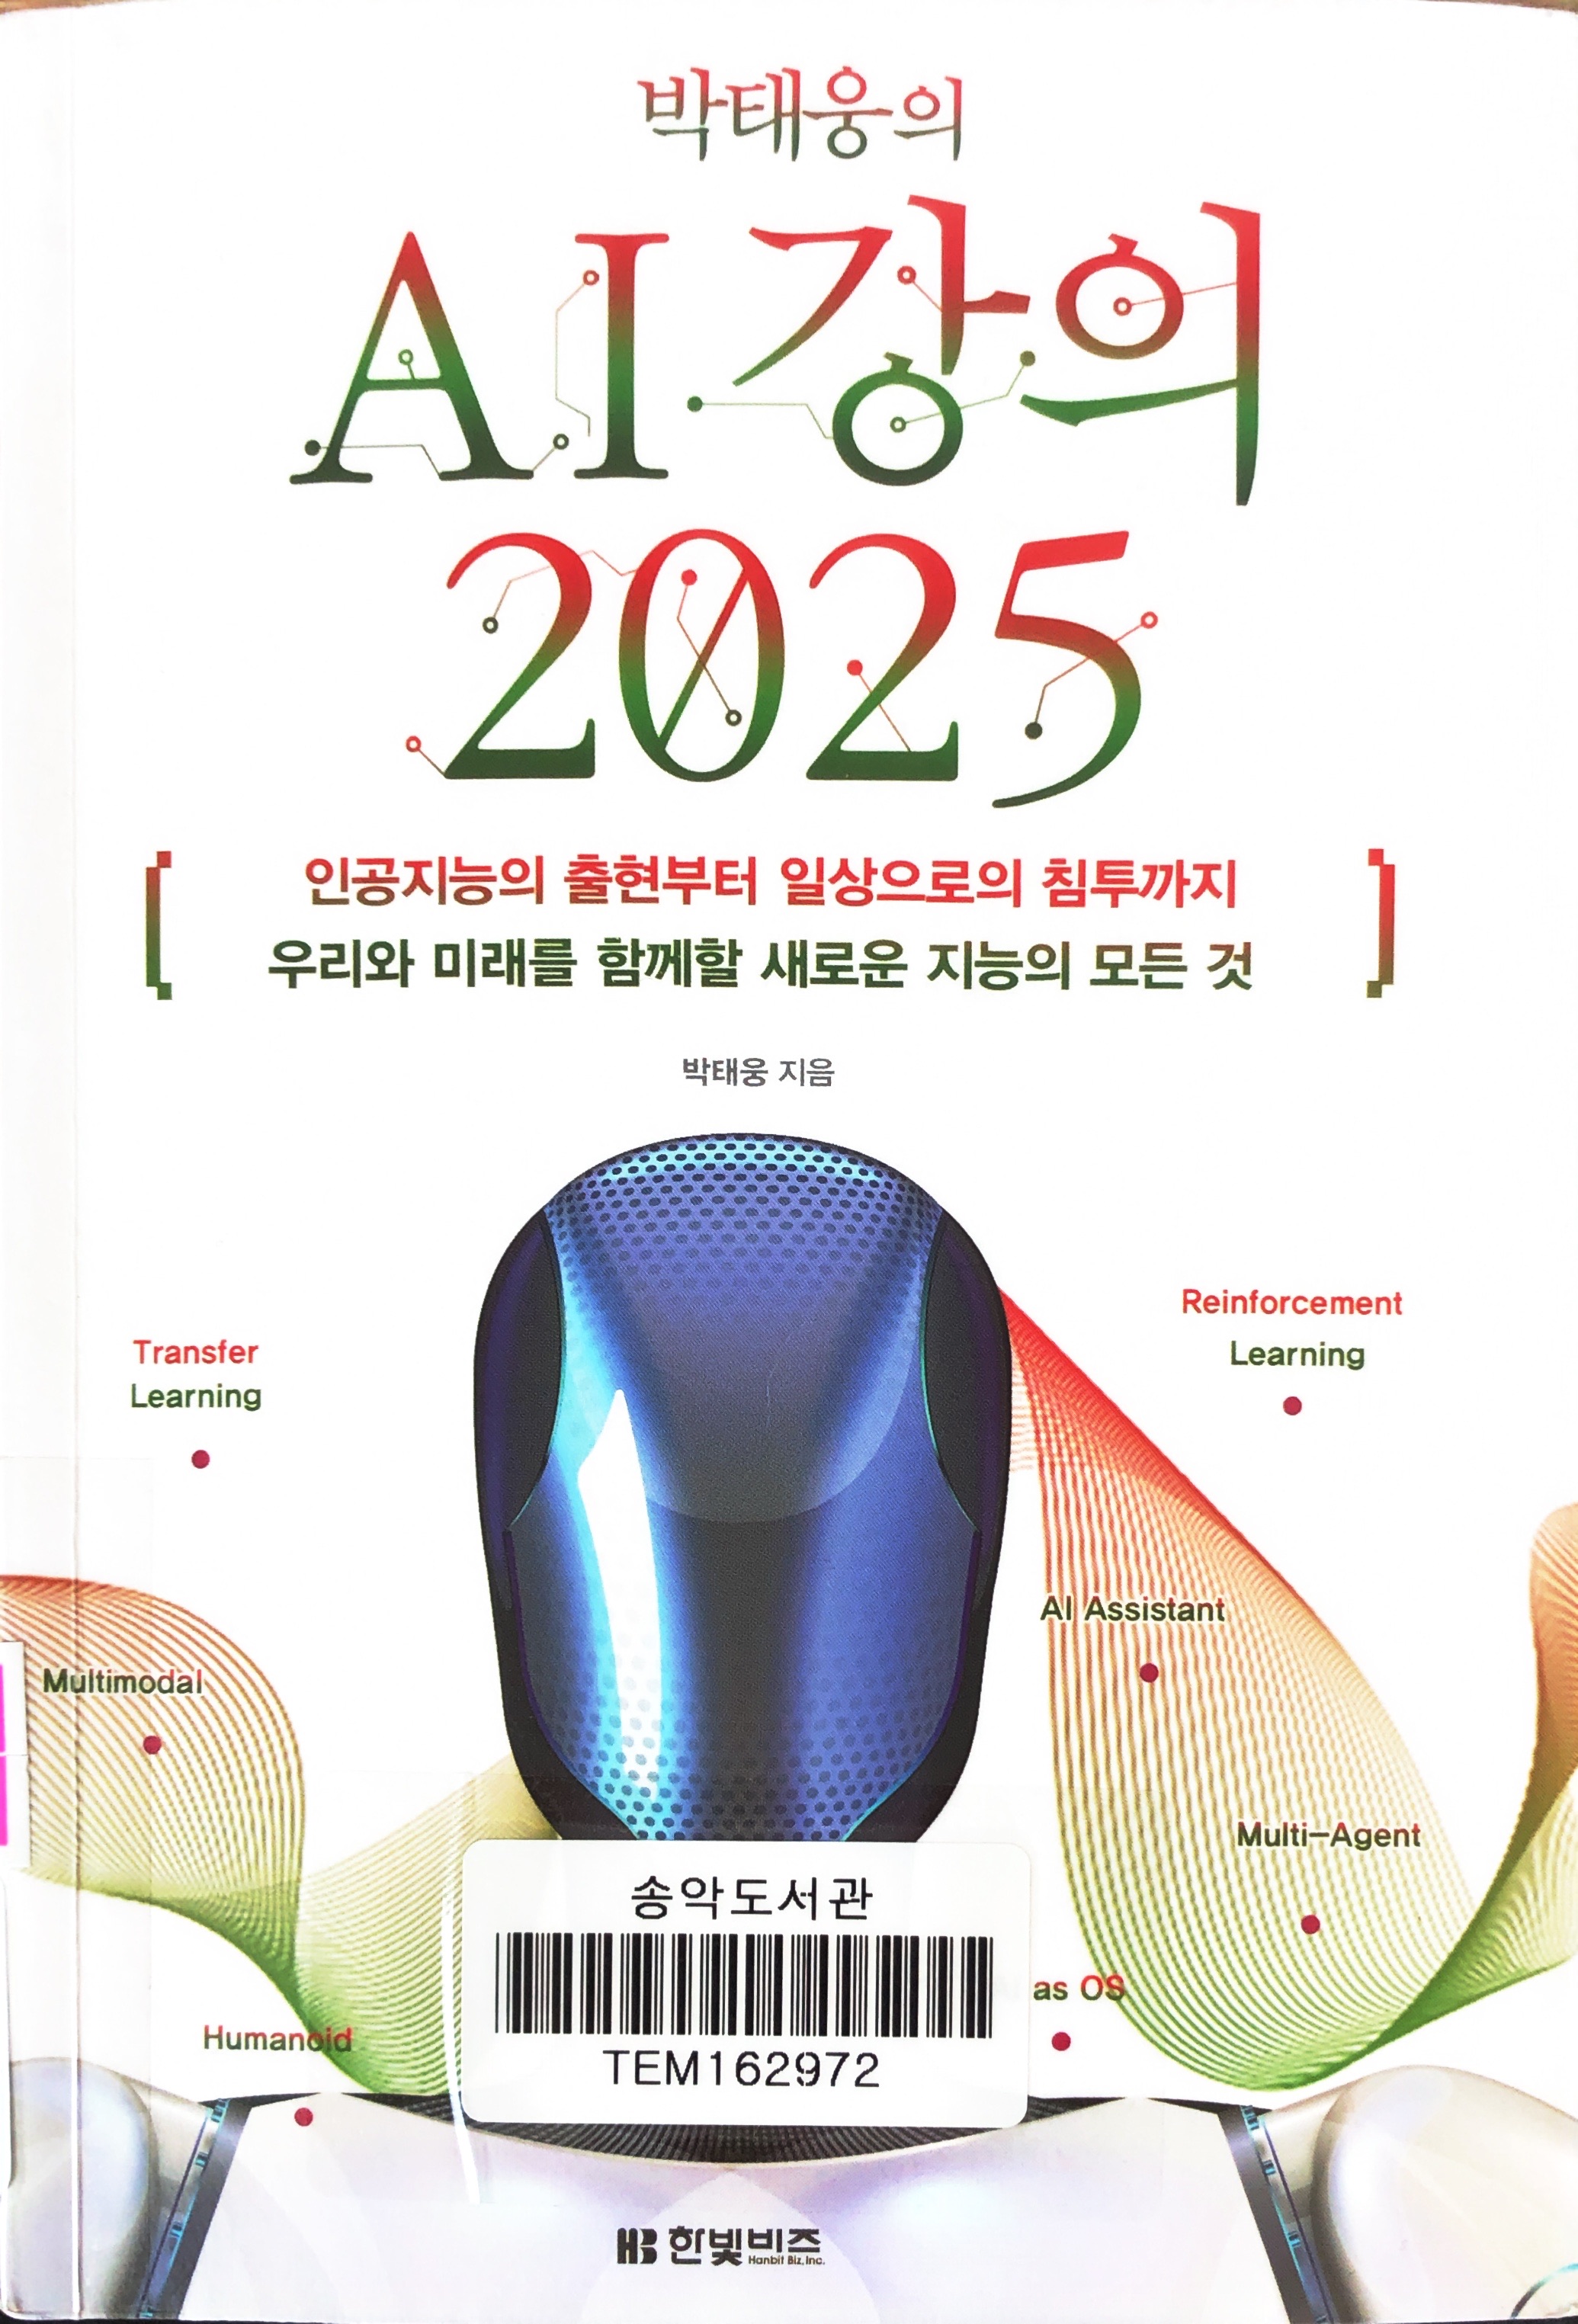 박태웅의
AI 강의
2025
인공지능의 출현부터 일상으로의 침투까지
우리와 미래를 함께할 새로운 지능의 모든 것
박태웅 지음
Reinforcement
Learning
Transfer
Learning
AI Assistant
Multimodal
Multi-Agent
송악도서관
as OS
Humanoid
TEM162972
HB 한빛비즈
Hanbit Biz, Inc.